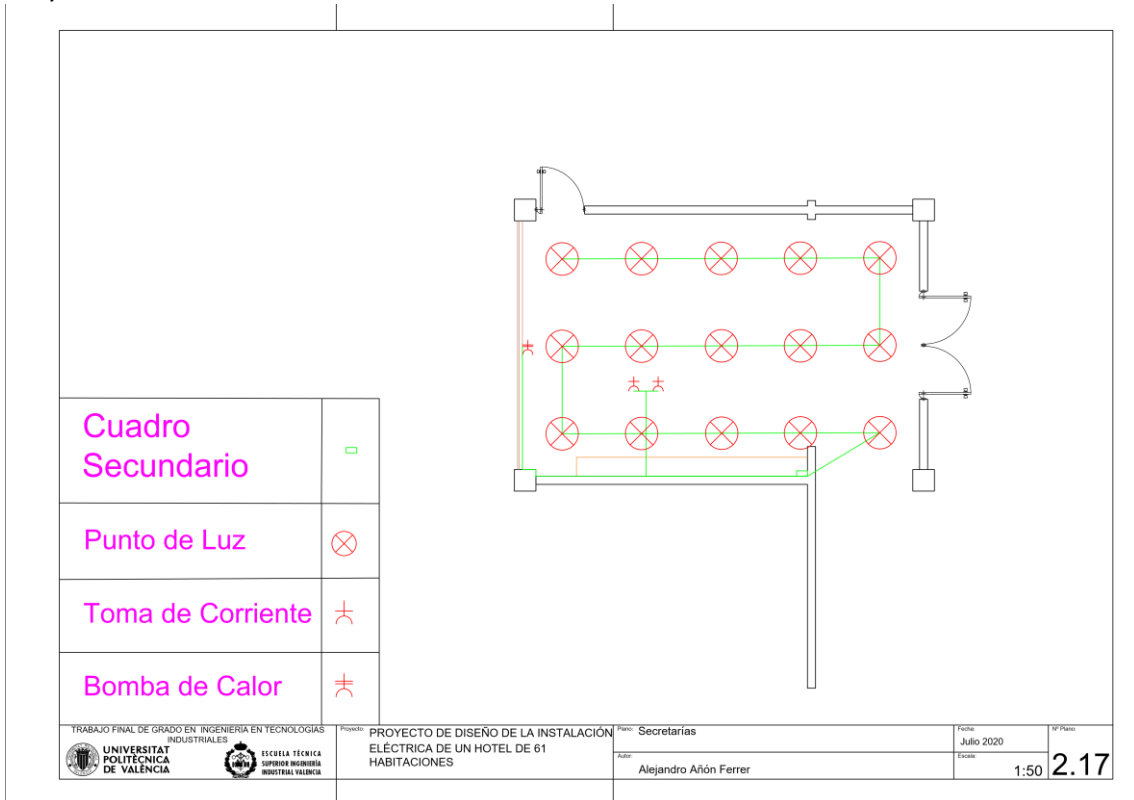 Cuadro
Secundario
Punto de Luz
Toma de Corriente
Bomba de Calor
TRABAJO FINAL DE GRADO EN INGENIERÍA EN TECNOLOGÍAS
INDUSTRIALES
UNIVERSITAT
POLITÈCNICA
DE VALÈNCIA
ESCUELA TÉCNICA
SUPERIOR INGENIERÍA
INDUSTRIAL VALENCIA
Proyecto:
PROYECTO DE DISEÑO DE LA INSTALACIÓN
ELÉCTRICA DE UN HOTEL DE 61
HABITACIONES
Plano: Secretarías
Autor:
Alejandro Añón Ferrer
Fecha:
Julio 2020
Escala:
1:50
Nº Plano:
2.17